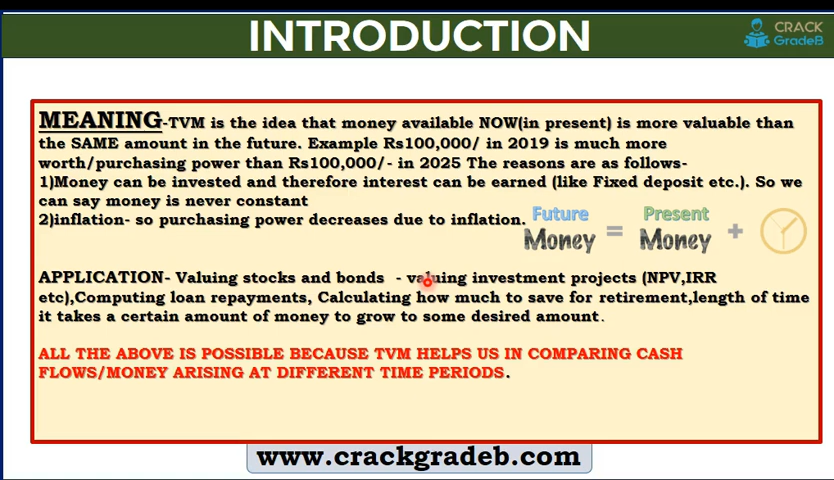 INTRODUCTION
CRACK
GradeB
MEANING-TVM is the idea that money available NOW(in present) is more valuable than
the SAME amount in the future. Example Rs100,000/ in 2019 is much more
worth/purchasing power than Rs100,000/- in 2025 The reasons are as follows-
1)Money can be invested and therefore interest can be earned (like Fixed deposit etc.). So we
can say money is never constant
2)inflation- so purchasing power decreases due to inflation.
Future Money = Present Money +
APPLICATION- Valuing stocks and bonds - valuing investment projects (NPV,IRR
etc),Computing loan repayments, Calculating how much to save for retirement,length of time
it takes a certain amount of money to grow to some desired amount.
ALL THE ABOVE IS POSSIBLE BECAUSE TVM HELPS US IN COMPARING CASH
FLOWS/MONEY ARISING AT DIFFERENT TIME PERIODS.
www.crackgradeb.com